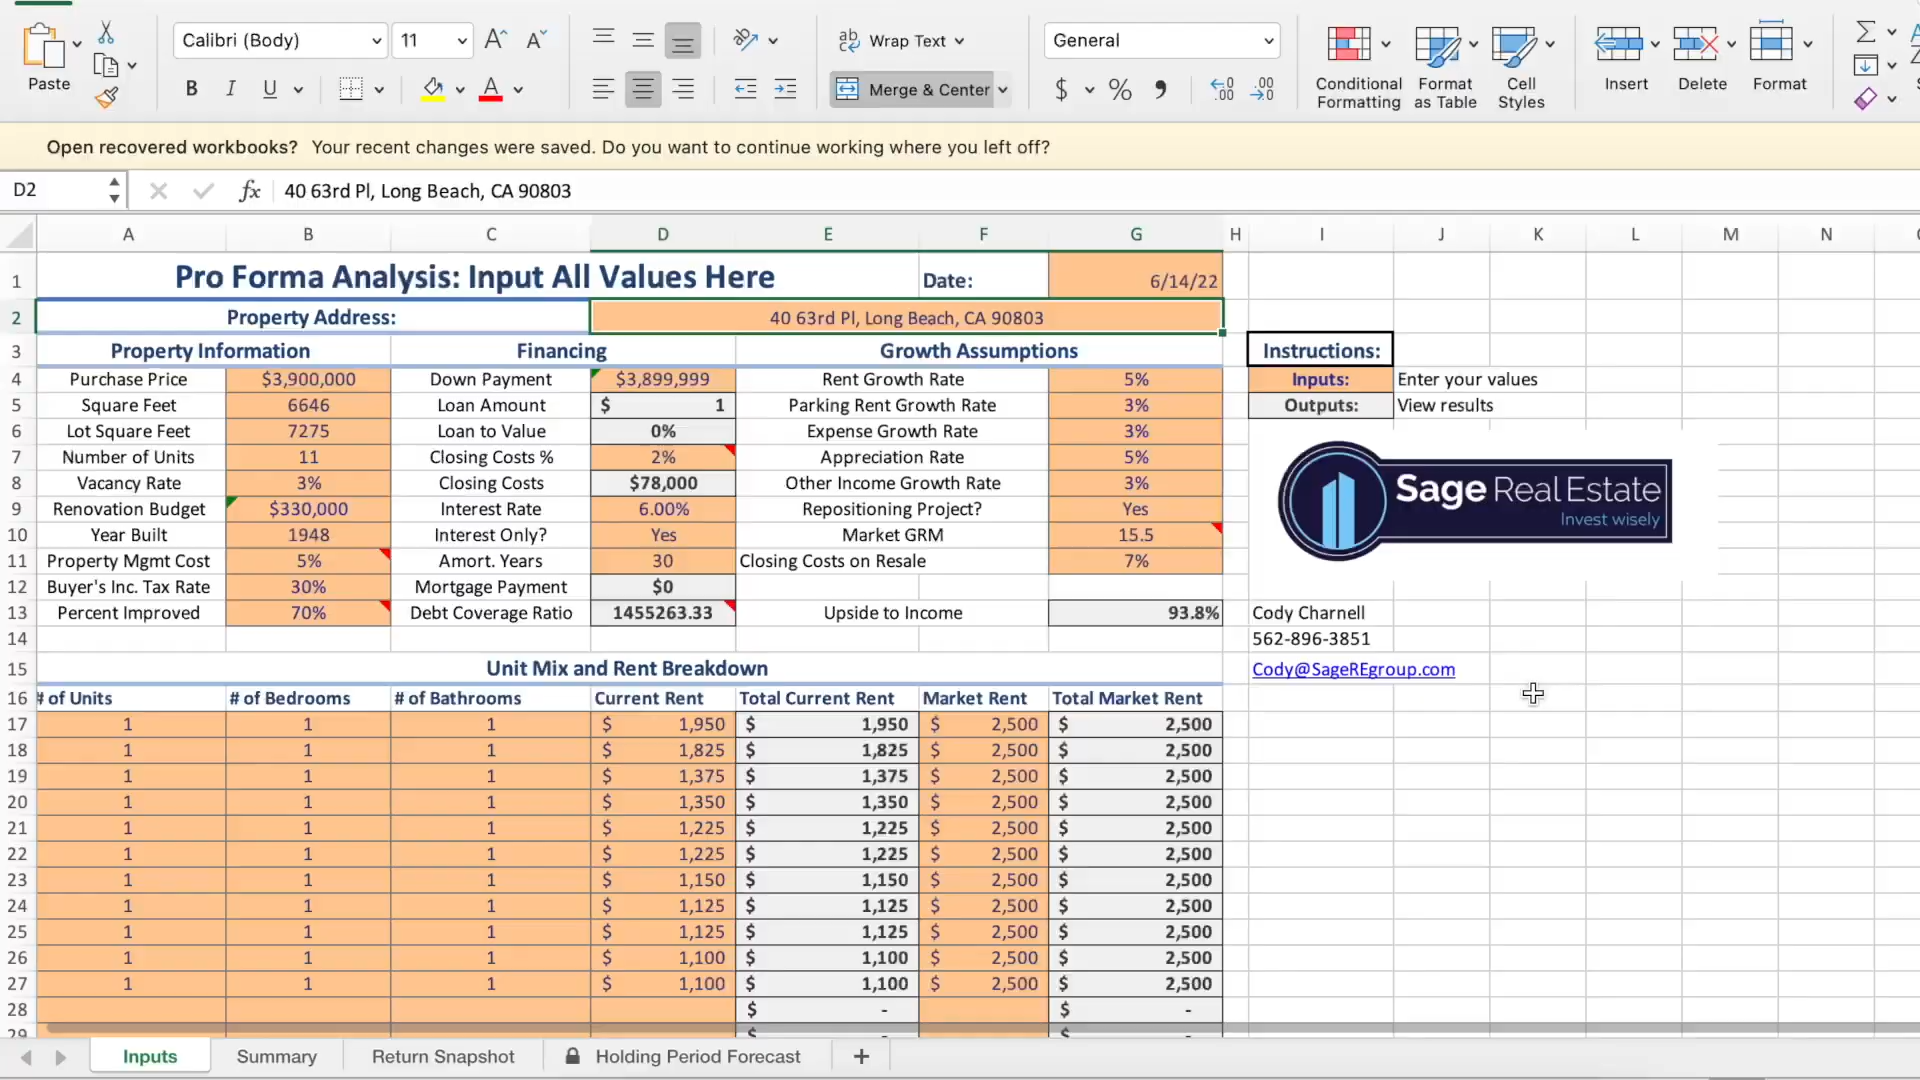 Calibri (Body) 11 A^ A˅ ab c Wrap Text General
Paste B I U A Merge & Center $ % , Conditional Formatting Format as Table Cell Styles Insert Delete Format
Open recovered workbooks? Your recent changes were saved. Do you want to continue working where you left off?
D2 fx 40 63rd Pl, Long Beach, CA 90803
A B C D E F G H I J K L M N
1 Pro Forma Analysis: Input All Values Here Date: 6/14/22
2 Property Address: 40 63rd Pl, Long Beach, CA 90803
3 Property Information Financing Growth Assumptions Instructions:
4 Purchase Price $3,900,000 Down Payment $3,899,999 Rent Growth Rate 5% Inputs: Enter your values
5 Square Feet 6646 Loan Amount $ 1 Parking Rent Growth Rate 3% Outputs: View results
6 Lot Square Feet 7275 Loan to Value 0% Expense Growth Rate 3%
7 Number of Units 11 Closing Costs % 2% Appreciation Rate 5%
8 Vacancy Rate 3% Closing Costs $78,000 Other Income Growth Rate 3%
Sage Real Estate
Invest wisely
9 Renovation Budget $330,000 Interest Rate 6.00% Repositioning Project? Yes
10 Year Built 1948 Interest Only? Yes Market GRM 15.5
11 Property Mgmt Cost 5% Amort. Years 30 Closing Costs on Resale 7%
12 Buyer's Inc. Tax Rate 30% Mortgage Payment $0
13 Percent Improved 70% Debt Coverage Ratio 1455263.33 Upside to Income 93.8% Cody Charnell
14 562-896-3851
15 Unit Mix and Rent Breakdown Cody@SageREgroup.com
16 # of Units # of Bedrooms # of Bathrooms Current Rent Total Current Rent Market Rent Total Market Rent
17 1 1 1 $ 1,950 $ 1,950 $ 2,500 $ 2,500
18 1 1 1 $ 1,825 $ 1,825 $ 2,500 $ 2,500
19 1 1 1 $ 1,375 $ 1,375 $ 2,500 $ 2,500
20 1 1 1 $ 1,350 $ 1,350 $ 2,500 $ 2,500
21 1 1 1 $ 1,225 $ 1,225 $ 2,500 $ 2,500
22 1 1 1 $ 1,225 $ 1,225 $ 2,500 $ 2,500
23 1 1 1 $ 1,150 $ 1,150 $ 2,500 $ 2,500
24 1 1 1 $ 1,125 $ 1,125 $ 2,500 $ 2,500
25 1 1 1 $ 1,125 $ 1,125 $ 2,500 $ 2,500
26 1 1 1 $ 1,100 $ 1,100 $ 2,500 $ 2,500
27 1 1 1 $ 1,100 $ 1,100 $ 2,500 $ 2,500
28 $ - $ -
29
Inputs Summary Return Snapshot Holding Period Forecast +